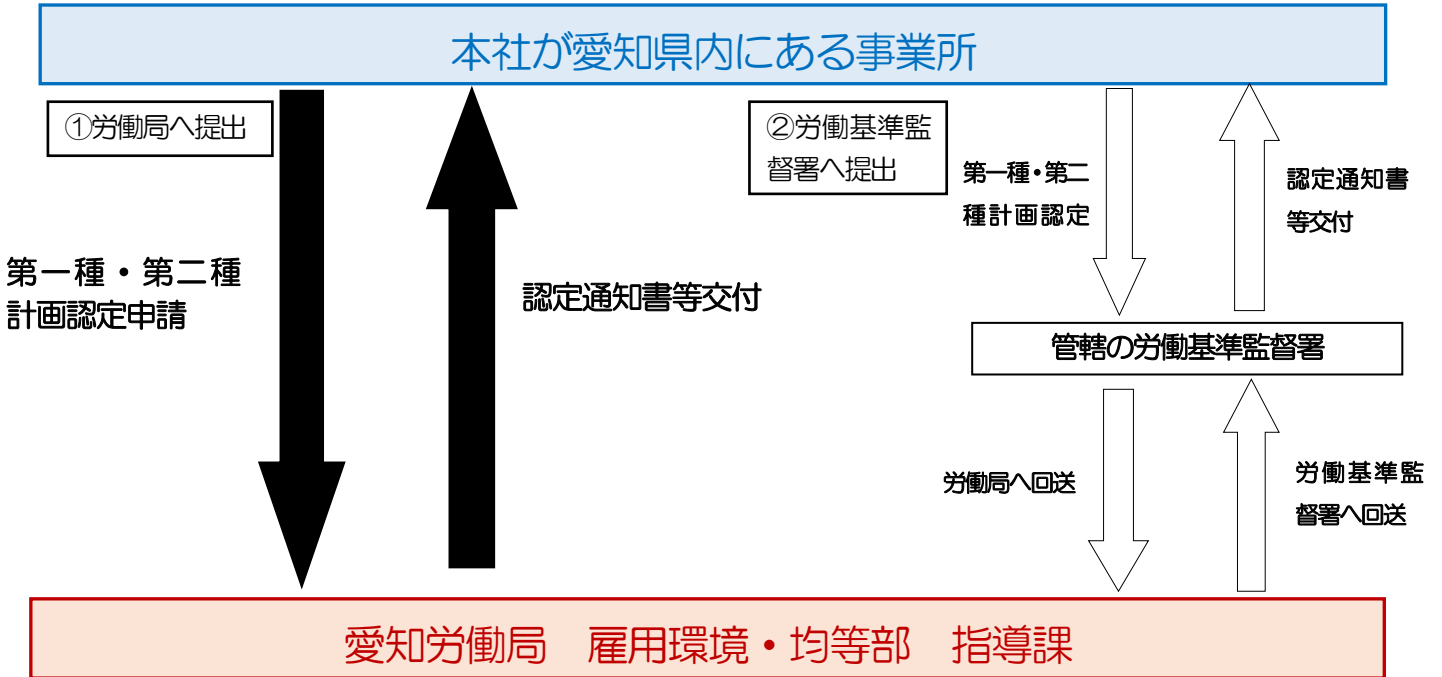 本社が愛知県内にある事業所
①労働局へ提出
②労働基準監
督署へ提出
第一種・第二
種計画認定
認定通知書
等交付
第一種・第二種
計画認定申請
認定通知書等交付
管轄の労働基準監督署
労働局へ回送
労働基準監
督署へ回送
愛知労働局　雇用環境・均等部　指導課